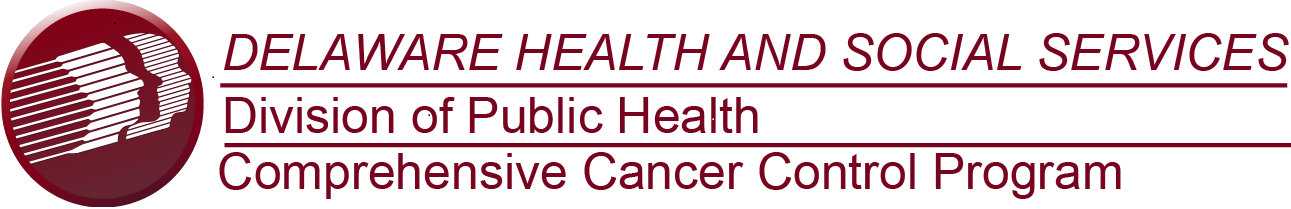 DELAWARE HEALTH AND SOCIAL SERVICES
Division of Public Health
Comprehensive Cancer Control Program